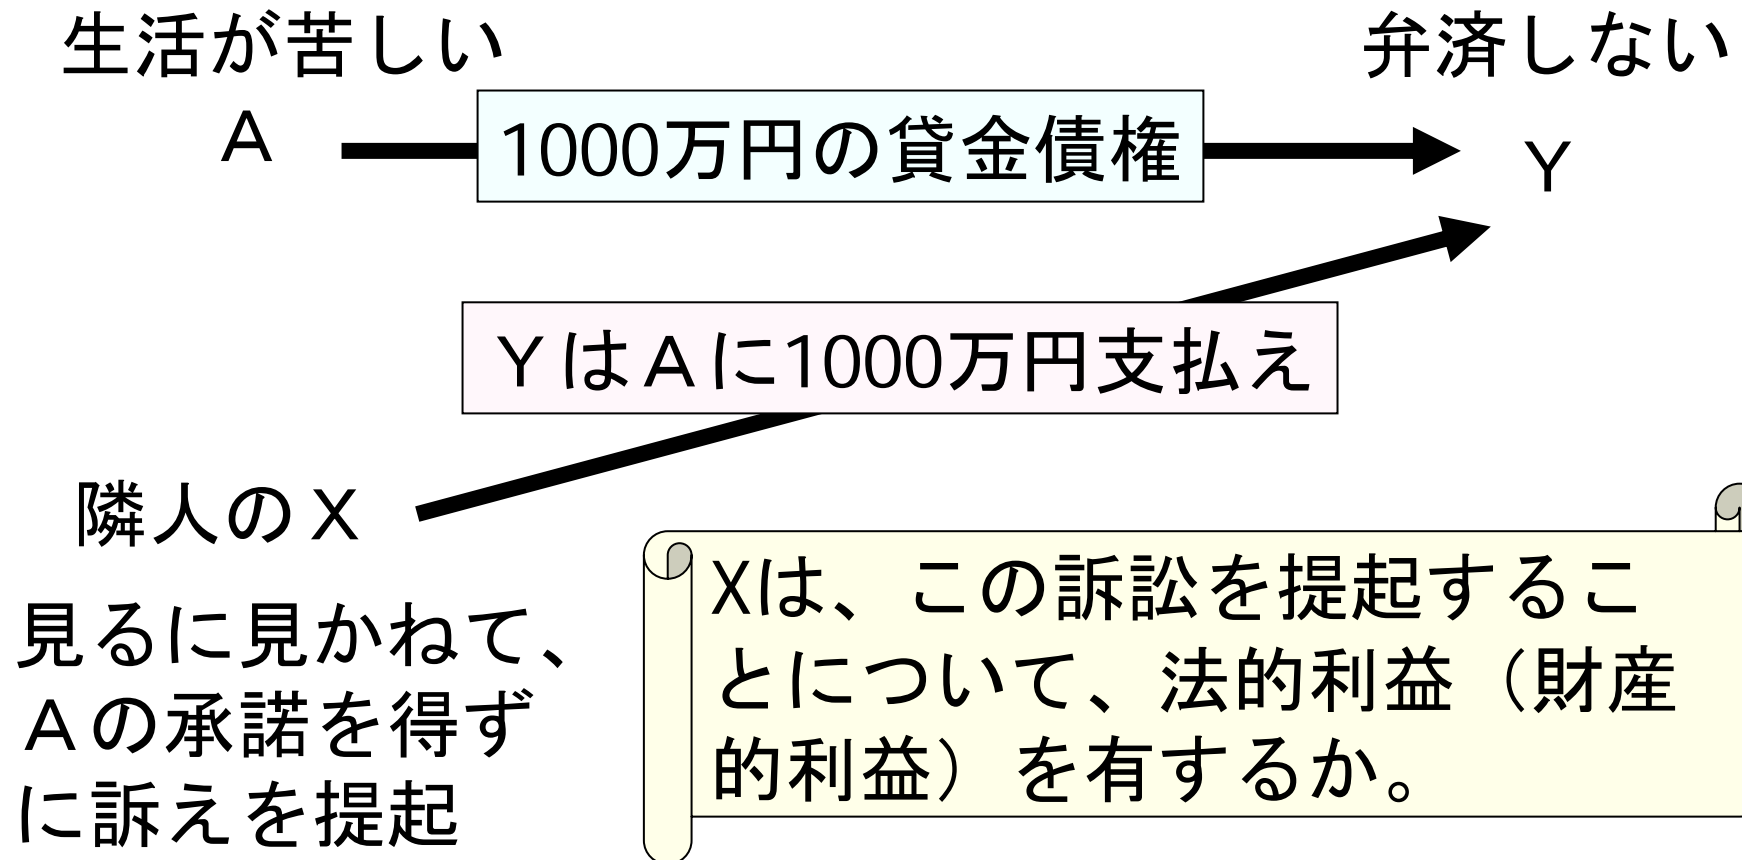 生活が苦しい
弁済しない
A
1000万円の貸金債権
Y
YはAに1000万円支払え
隣人のX
見るに見かねて、
Aの承諾を得ず
に訴えを提起
Xは、この訴訟を提起するこ
とについて、法的利益（財産
的利益）を有するか。